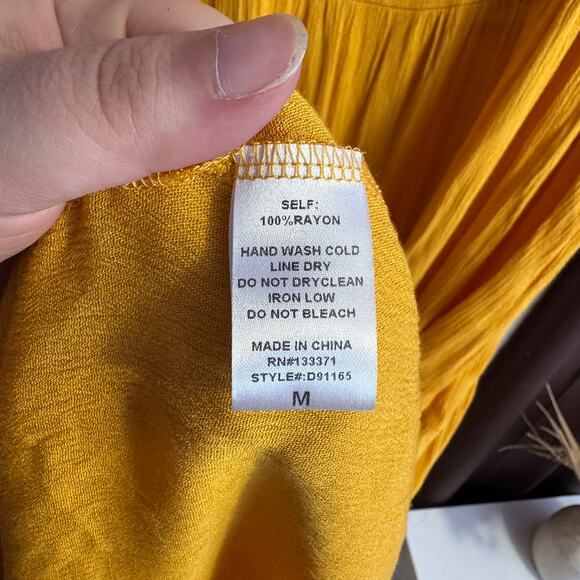 SELF:
100%RAYON
HAND WASH COLD
LINE DRY
DO NOT DRYCLEAN
IRON LOW
DO NOT BLEACH
MADE IN CHINA
RN#133371
STYLE#:D91165
M